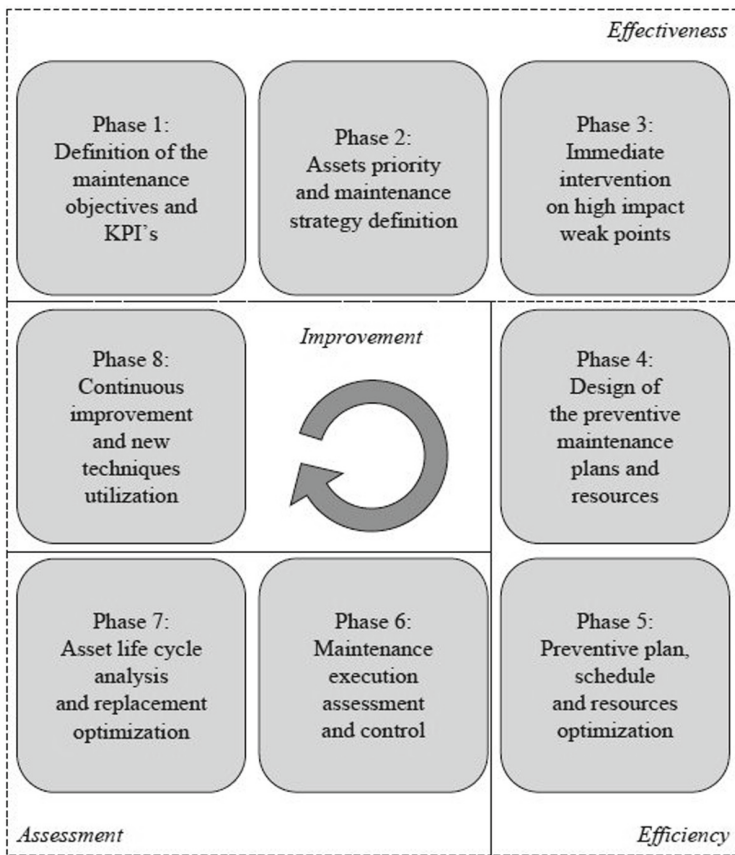 Effectiveness
Phase 1:
Definition of the
maintenance
objectives and
KPI's
Phase 2:
Assets priority
and maintenance
strategy definition
Phase 3:
Immediate
intervention
on high impact
weak points
Phase 8:
Continuous
improvement
and new
techniques
utilization
Improvement
Phase 4:
Design of
the preventive
maintenance
plans and
resources
Phase 7:
Asset life cycle
analysis
and replacement
optimization
Phase 6:
Maintenance
execution
assessment
and control
Phase 5:
Preventive plan,
schedule
and resources
optimization
Assessment
Efficiency